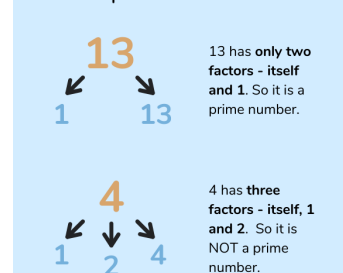 13
1 13
13 has only two
factors - itself
and 1. So it is a
prime number.
4
1 2 4
4 has three
factors - itself, 1
and 2. So it is
NOT a prime
number.